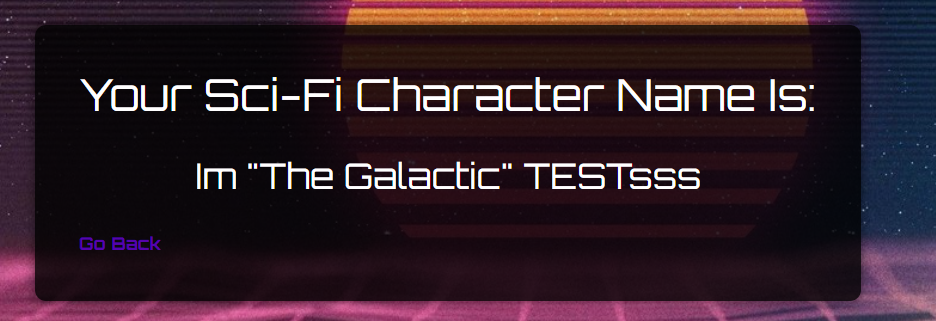 Your Sci-Fi Character Name Is:
Im "The Galactic" TESTsss
Go Back